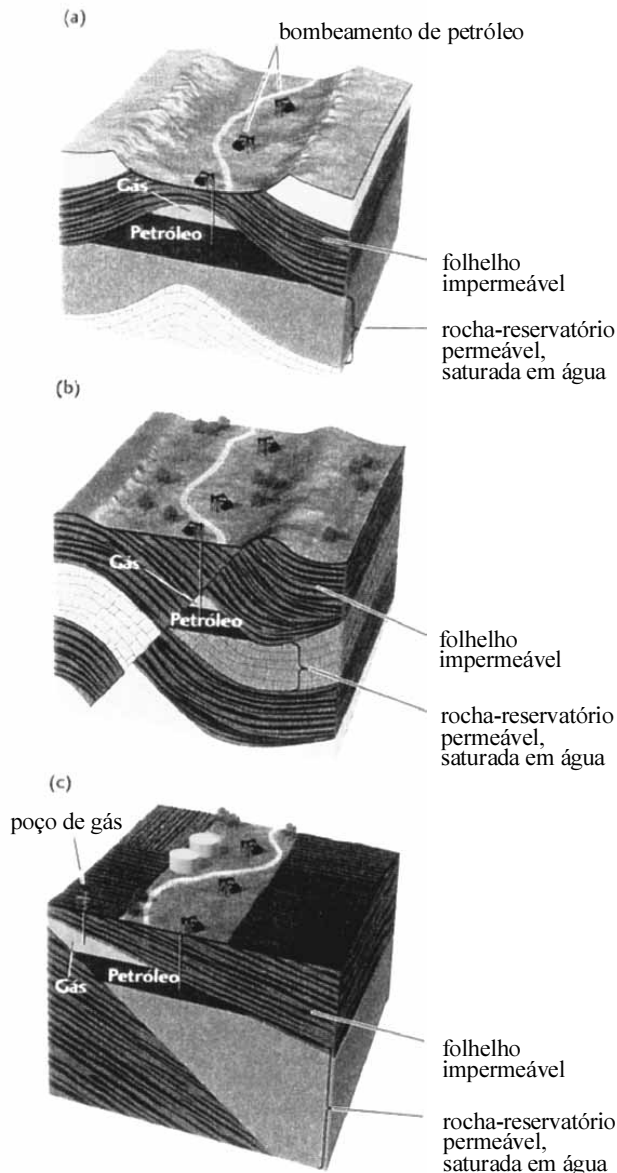 (a)
bombeamento de petróleo
Gás
Petróleo
folhelho
impermeável
rocha-reservatório
permeável,
saturada em água
(b)
Gás
Petróleo
folhelho
impermeável
rocha-reservatório
permeável,
saturada em água
(c)
poço de gás
Gás
Petróleo
folhelho
impermeável
rocha-reservatório
permeável,
saturada em água